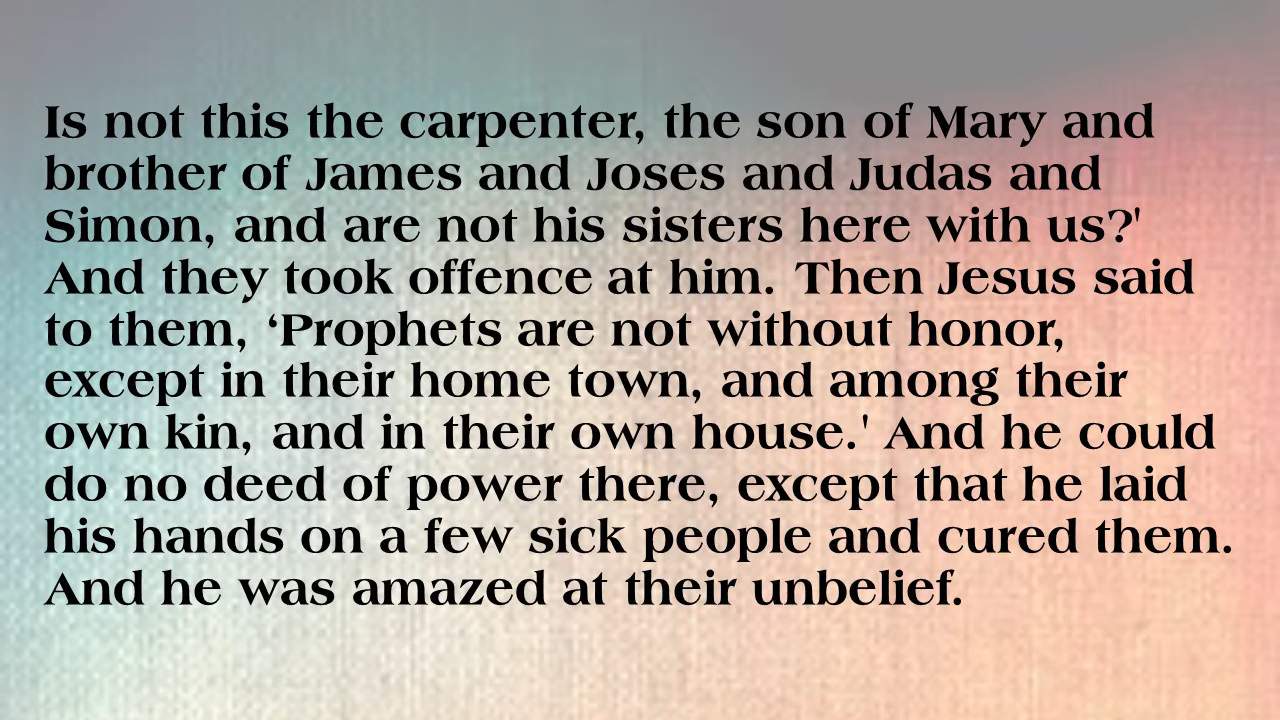 Is not this the carpenter, the son of Mary and
brother of James and Joses and Judas and
Simon, and are not his sisters here with us?'
And they took offence at him. Then Jesus said
to them, ‘Prophets are not without honor,
except in their home town, and among their
own kin, and in their own house.' And he could
do no deed of power there, except that he laid
his hands on a few sick people and cured them.
And he was amazed at their unbelief.